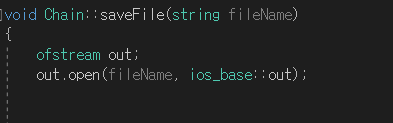 void Chain::saveFile(string fileName)
{
ofstream out;
out.open(fileName, ios_base::out);